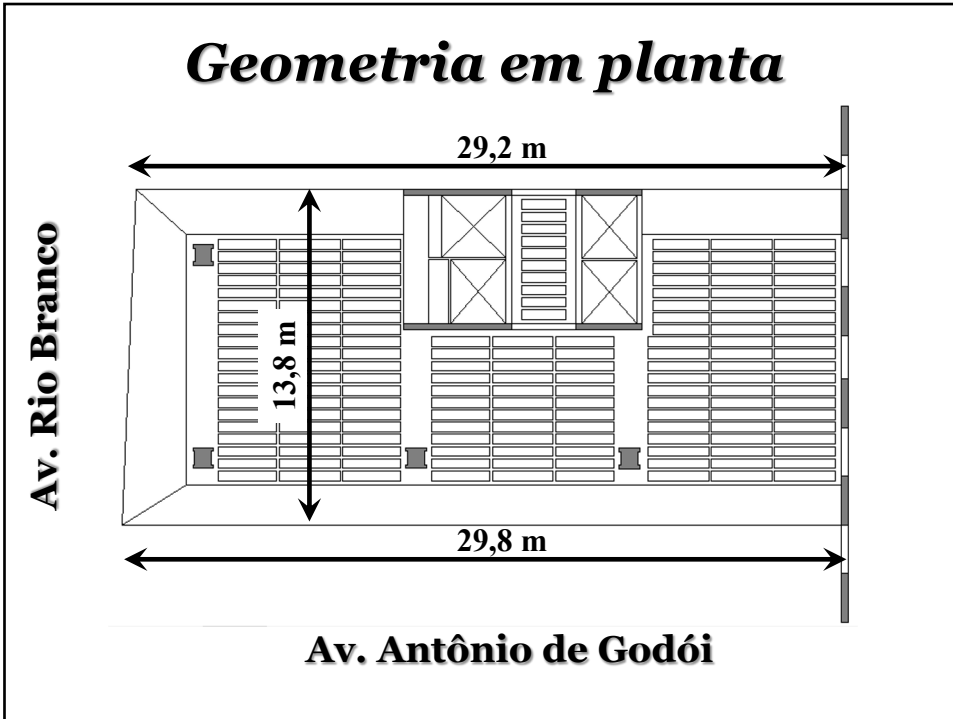 Geometria em planta
29,2 m
Av. Rio Branco
13,8 m
29,8 m
Av. Antônio de Godói